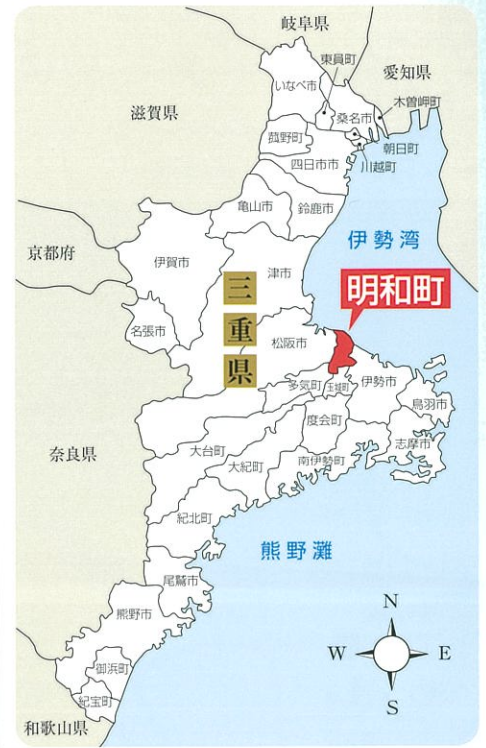 岐阜県
東員町
愛知県
いなべ市
木曽岬町
滋賀県
桑名市
菰野町
朝日町
四日市市
川越町
亀山市
鈴鹿市
京都府
伊勢湾
伊賀市
津市
明和町
三重県
名張市
松阪市
多気町
玉城町
伊勢市
鳥羽市
度会町
奈良県
大台町
志摩市
大紀町
南伊勢町
紀北町
熊野灘
尾鷲市
熊野市
N
W
E
S
御浜町
紀宝町
和歌山県